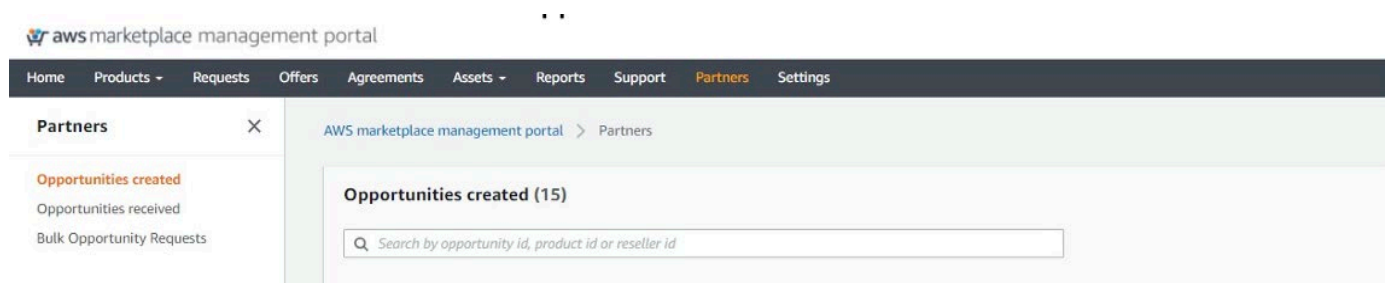 aws marketplace management portal
Home Products Requests Offers Agreements Assets Reports Support Partners Settings
Partners
AWS marketplace management portal > Partners
Opportunities created
Opportunities received
Bulk Opportunity Requests
Opportunities created (15)
Search by opportunity id, product id or reseller id